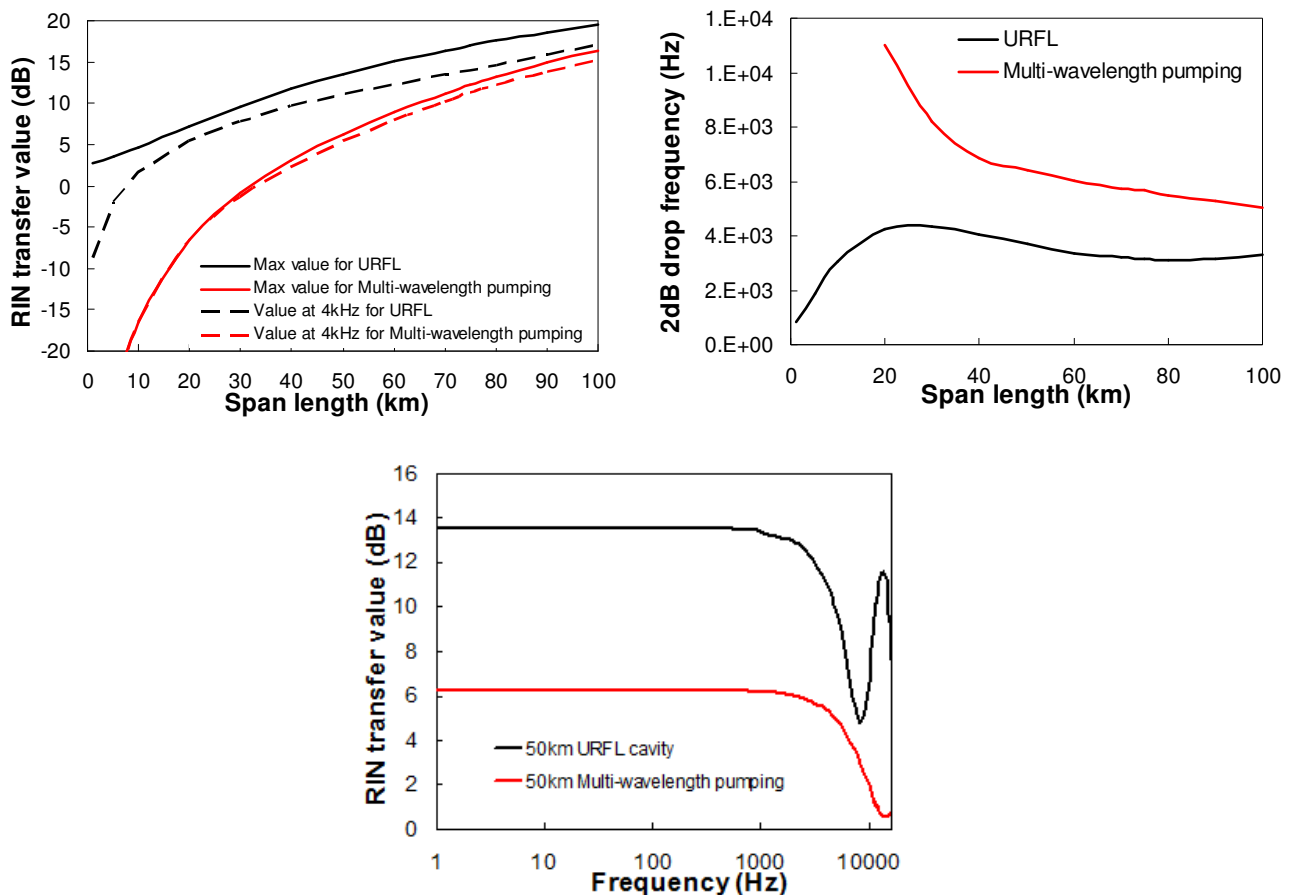 RIN transfer value (dB)
20
15
10
5
0
-5
-10
-15
-20
Max value for URFL
Max value for Multi-wavelength pumping
Value at 4kHz for URFL
Value at 4kHz for Multi-wavelength pumping
0 10 20 30 40 50 60 70 80 90 100
Span length (km)
2dB drop frequency (Hz)
1.E+04
1.E+04
8.E+03
6.E+03
4.E+03
2.E+03
0.E+00
URFL
Multi-wavelength pumping
0 20 40 60 80 100
Span length (km)
RIN transfer value (dB)
16
14
12
10
8
6
4
2
0
50km URFL cavity
50km Multi-wavelength pumping
1 10 100 1000 10000
Frequency (Hz)